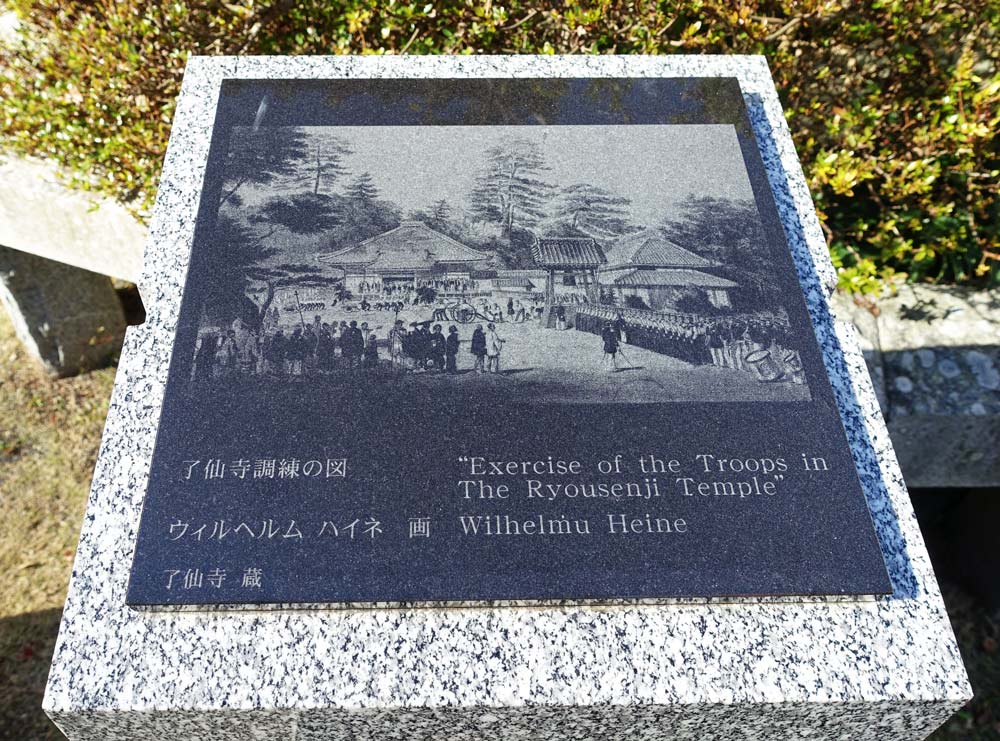 了仙寺調練の図
“Exercise of the Troops in
The Ryousenji Temple”
ウィルヘルム ハイネ 画
Wilhelmu Heine
了仙寺 蔵